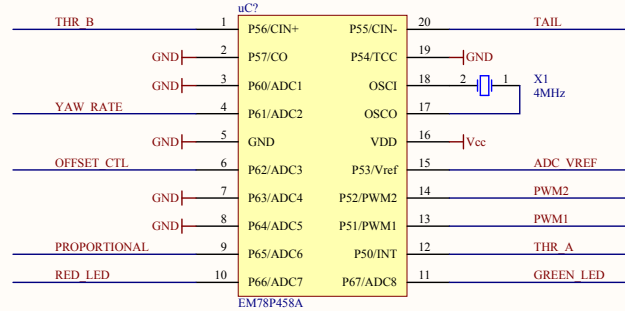 uC?
THR_B 1 P56/CIN+ P55/CIN- 20 TAIL
GND 2 P57/CO P54/TCC 19 GND
GND 3 P60/ADC1 OSCI 18 2 1 X1
4MHz
YAW_RATE 4 P61/ADC2 OSCO 17
GND 5 GND VDD 16 Vcc
OFFSET_CTL 6 P62/ADC3 P53/Vref 15 ADC_VREF
GND 7 P63/ADC4 P52/PWM2 14 PWM2
GND 8 P64/ADC5 P51/PWM1 13 PWM1
PROPORTIONAL 9 P65/ADC6 P50/INT 12 THR_A
RED_LED 10 P66/ADC7 P67/ADC8 11 GREEN_LED
EM78P458A